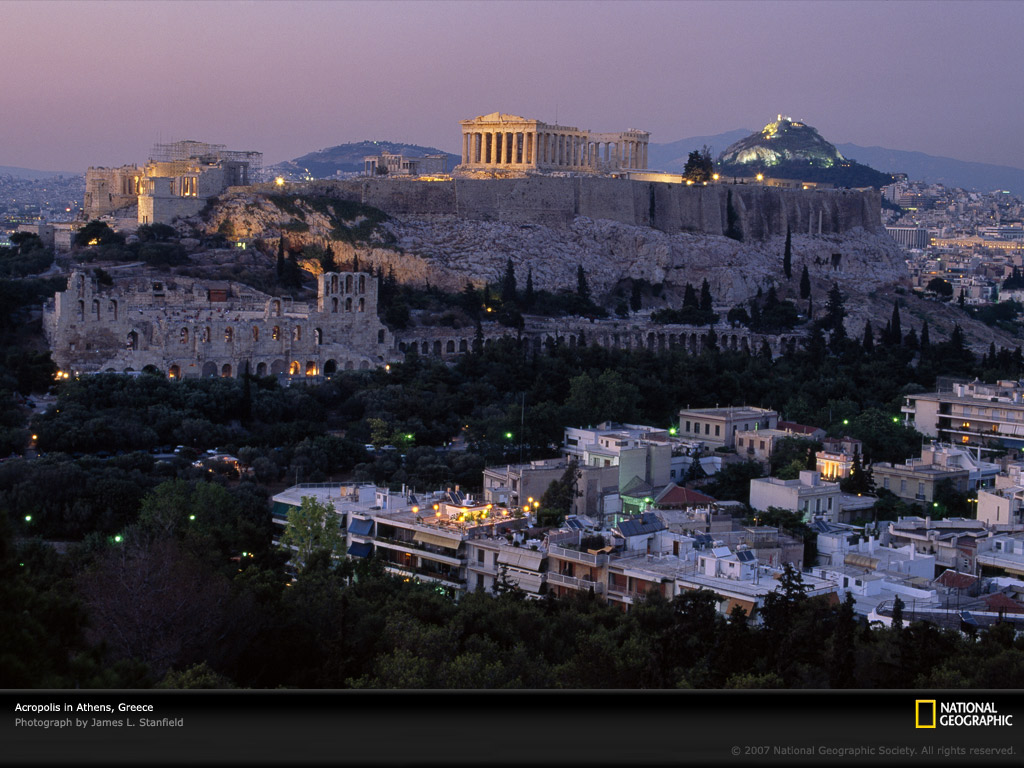 Acropolis in Athens, Greece
Photograph by James L. Stanfield
NATIONAL
GEOGRAPHIC
© 2007 National Geographic Society. All rights reserved.